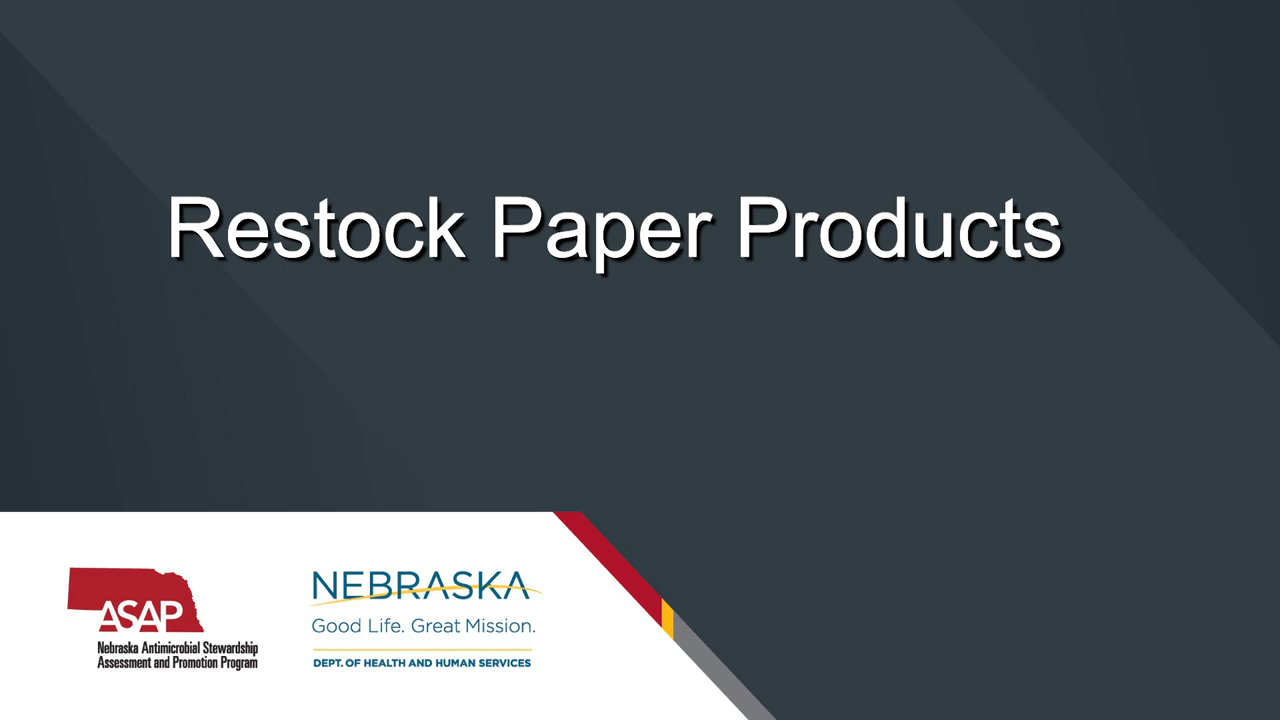 Restock Paper Products
ASAP
Nebraska Antimicrobial Stewardship
Assessment and Promotion Program
NEBRASKA
Good Life. Great Mission.
DEPT. OF HEALTH AND HUMAN SERVICES